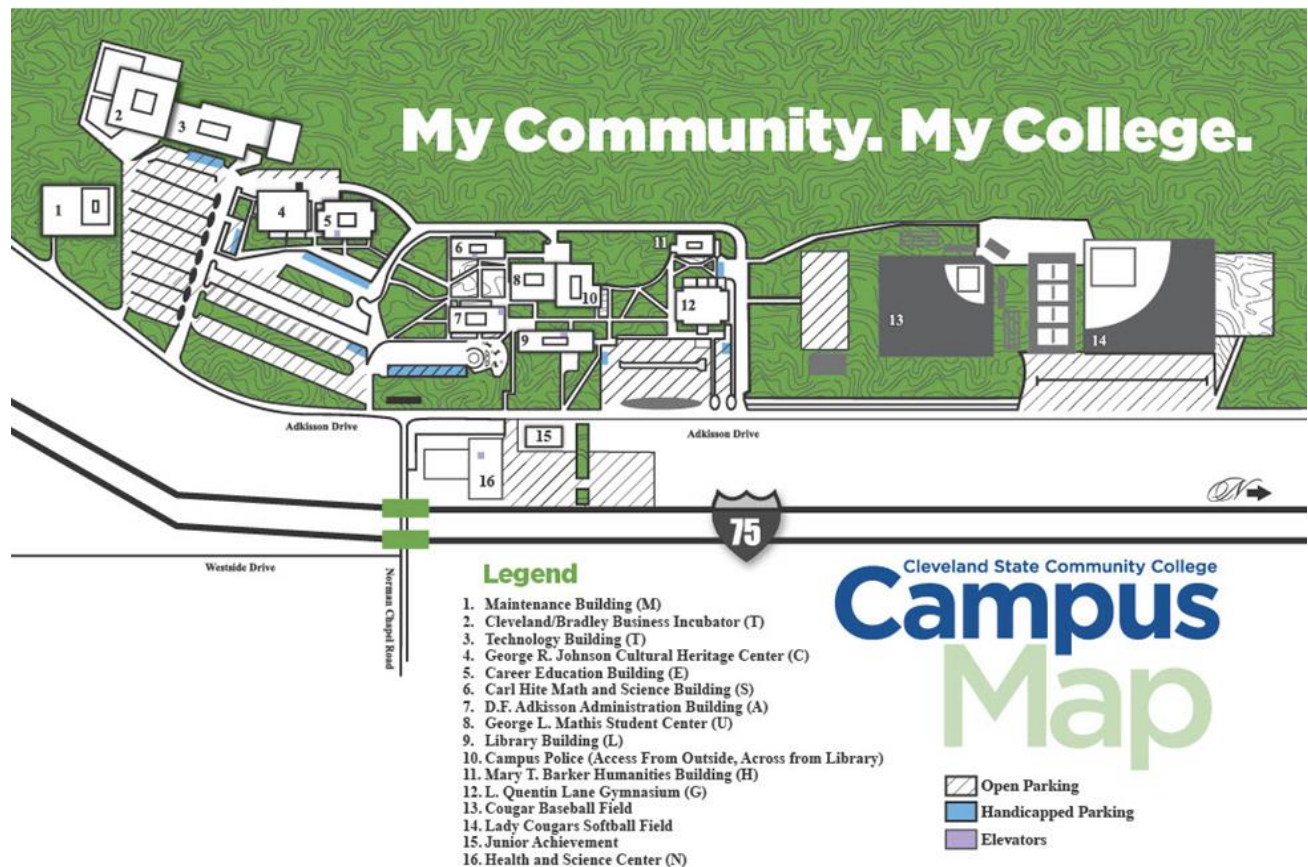 My Community. My College.
2
3
1
4
5
6
11
8
10
12
7
9
13
14
Adkisson Drive
Adkisson Drive
15
16
N
75
Westside Drive
Norman Chapel Road
Legend
1. Maintenance Building (M)
2. Cleveland/Bradley Business Incubator (T)
3. Technology Building (T)
4. George R. Johnson Cultural Heritage Center (C)
5. Career Education Building (E)
6. Carl Hite Math and Science Building (S)
7. D.F. Adkisson Administration Building (A)
8. George L. Mathis Student Center (U)
9. Library Building (L)
10. Campus Police (Access From Outside, Across from Library)
11. Mary T. Barker Humanities Building (H)
12. L. Quentin Lane Gymnasium (G)
13. Cougar Baseball Field
14. Lady Cougars Softball Field
15. Junior Achievement
16. Health and Science Center (N)
Cleveland State Community College
Campus
Map
Open Parking
Handicapped Parking
Elevators